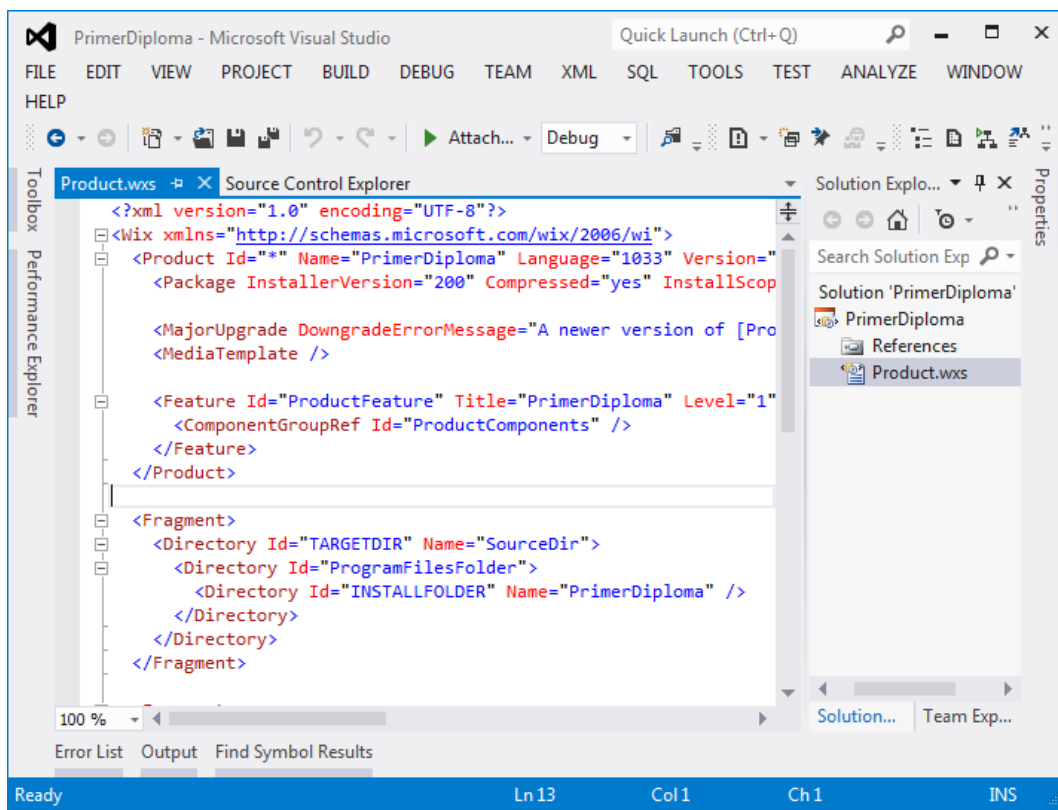 PrimerDiploma - Microsoft Visual Studio
Quick Launch (Ctrl+Q)
FILE EDIT VIEW PROJECT BUILD DEBUG TEAM XML SQL TOOLS TEST ANALYZE WINDOW
HELP
Attach... Debug
Toolbox
Performance Explorer
Product.wxs Source Control Explorer
<?xml version="1.0" encoding="UTF-8"?>
<Wix xmlns="http://schemas.microsoft.com/wix/2006/wi">
<Product Id="*" Name="PrimerDiploma" Language="1033" Version="
<Package InstallerVersion="200" Compressed="yes" InstallScop
<MajorUpgrade DowngradeErrorMessage="A newer version of [Pro
<MediaTemplate />
<Feature Id="ProductFeature" Title="PrimerDiploma" Level="1"
<ComponentGroupRef Id="ProductComponents" />
</Feature>
</Product>
<Fragment>
<Directory Id="TARGETDIR" Name="SourceDir">
<Directory Id="ProgramFilesFolder">
<Directory Id="INSTALLFOLDER" Name="PrimerDiploma" />
</Directory>
</Directory>
</Fragment>
100 %
Solution Explo...
Search Solution Exp
Solution 'PrimerDiploma'
PrimerDiploma
References
Product.wxs
Solution... Team Exp...
Properties
Error List Output Find Symbol Results
Ready Ln 13 Col 1 Ch 1 INS